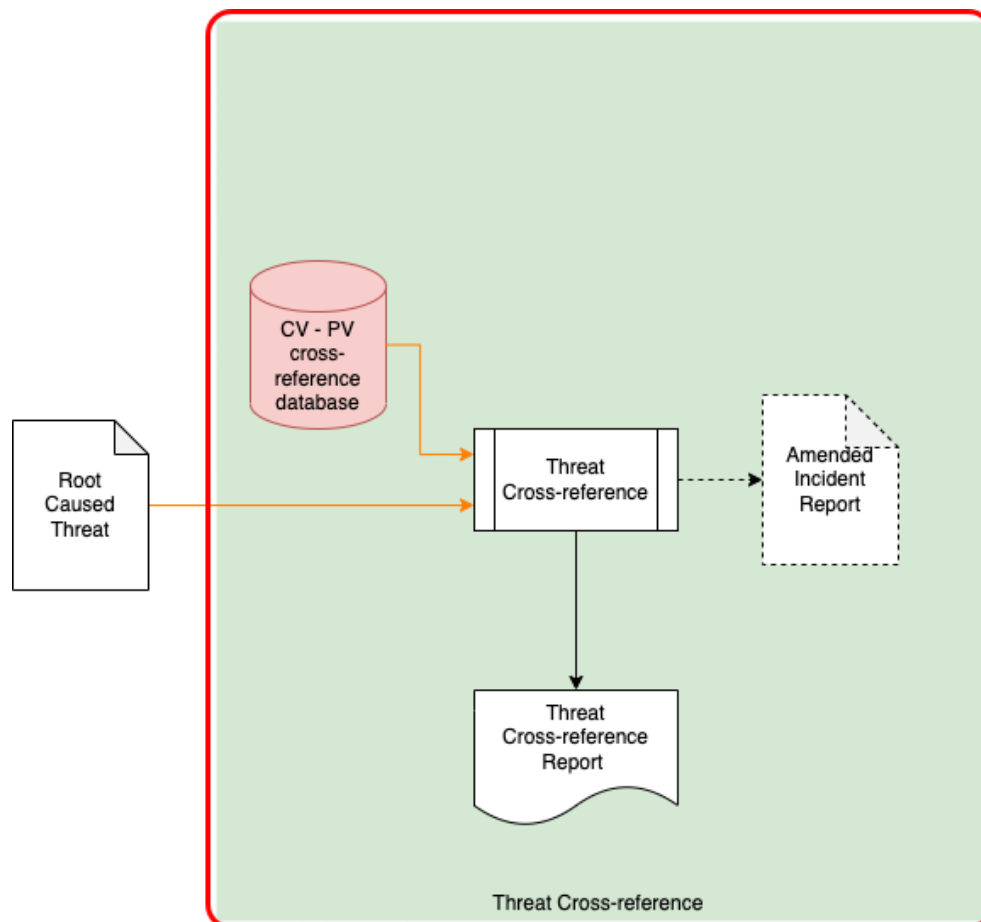 CV - PV
cross-
reference
database
Root
Caused
Threat
Threat
Cross-reference
Amended
Incident
Report
Threat
Cross-reference
Report
Threat Cross-reference